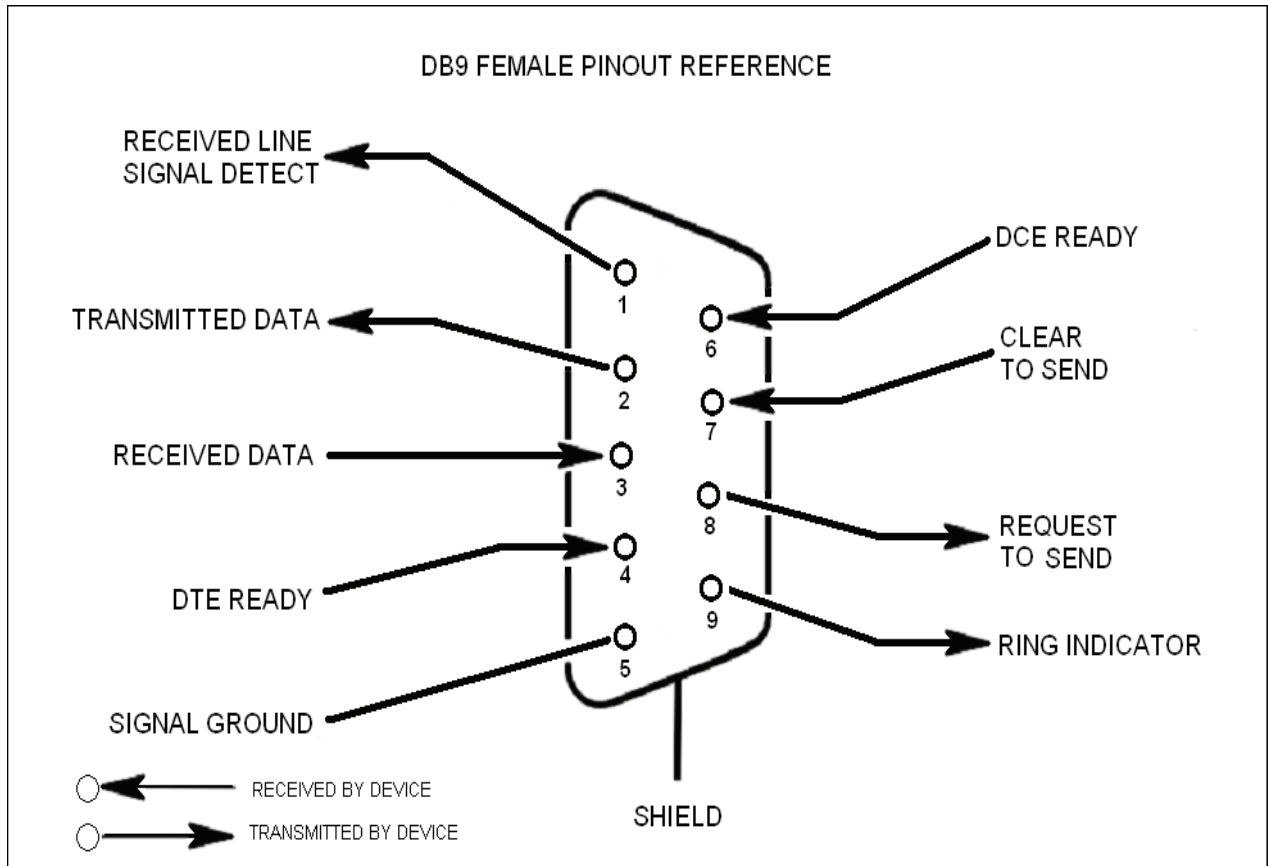 DB9 FEMALE PINOUT REFERENCE
RECEIVED LINE
SIGNAL DETECT
TRANSMITTED DATA
RECEIVED DATA
DTE READY
SIGNAL GROUND
1
2
3
4
5
6
7
8
9
DCE READY
CLEAR
TO SEND
REQUEST
TO SEND
RING INDICATOR
SHIELD
RECEIVED BY DEVICE
TRANSMITTED BY DEVICE